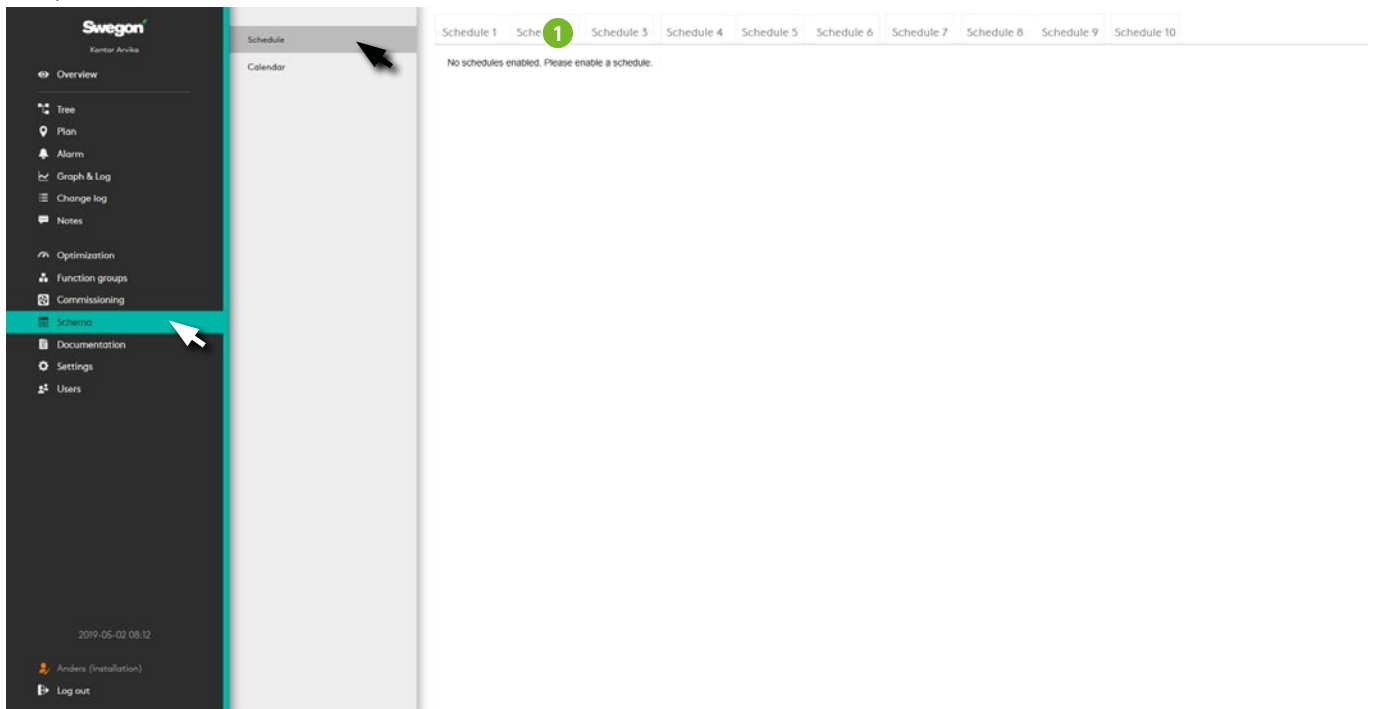 Swegon
Kontor Arvika
Overview
Tree
Plan
Alarm
Graph & Log
Change log
Notes
Optimization
Function groups
Commissioning
Schema
Documentation
Settings
Users
2019-05-02 08:12
Anders (Installation)
Log out
Schedule
Calendar
Schedule 1 Sche 1 Schedule 3 Schedule 4 Schedule 5 Schedule 6 Schedule 7 Schedule 8 Schedule 9 Schedule 10
No schedules enabled. Please enable a schedule.